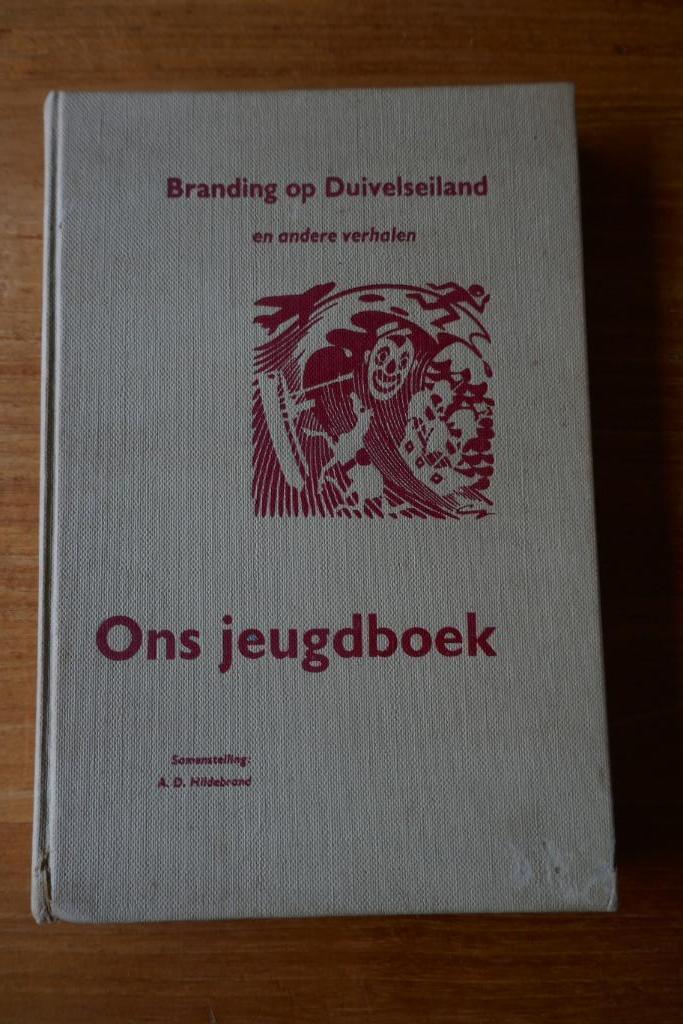 Branding op Duivelseiland
en andere verhalen
Ons jeugdboek
Samenstelling:
A. D. Hildebrand